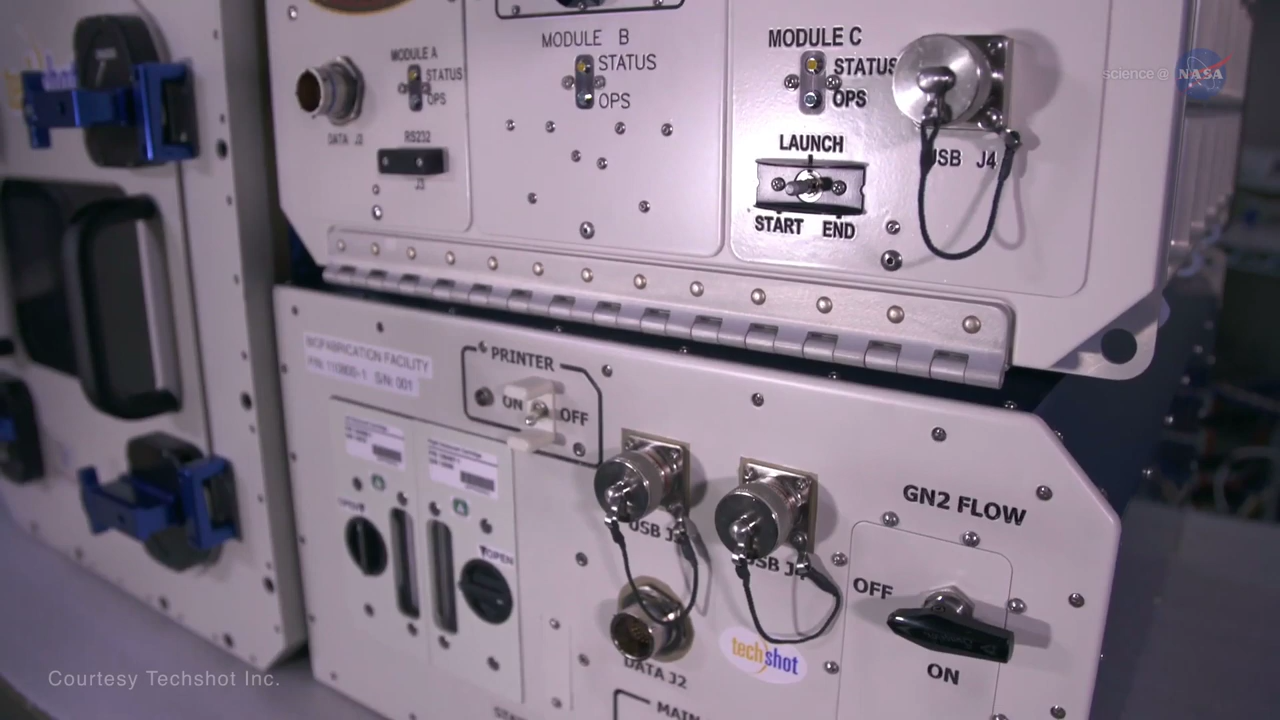 MODULE A
STATUS
OPS
DATA J2
RS232
J3
MODULE B
STATUS
OPS
MODULE C
STATUS
OPS
LAUNCH
START END
USB J4
science @ NASA
BIOFABRICATION FACILITY
S/N: 001
PRINTER
ON OFF
OPEN
OPEN
USB
USB J4
DATA J2
techshot
GN2 FLOW
OFF
ON
MAIN
Courtesy Techshot Inc.